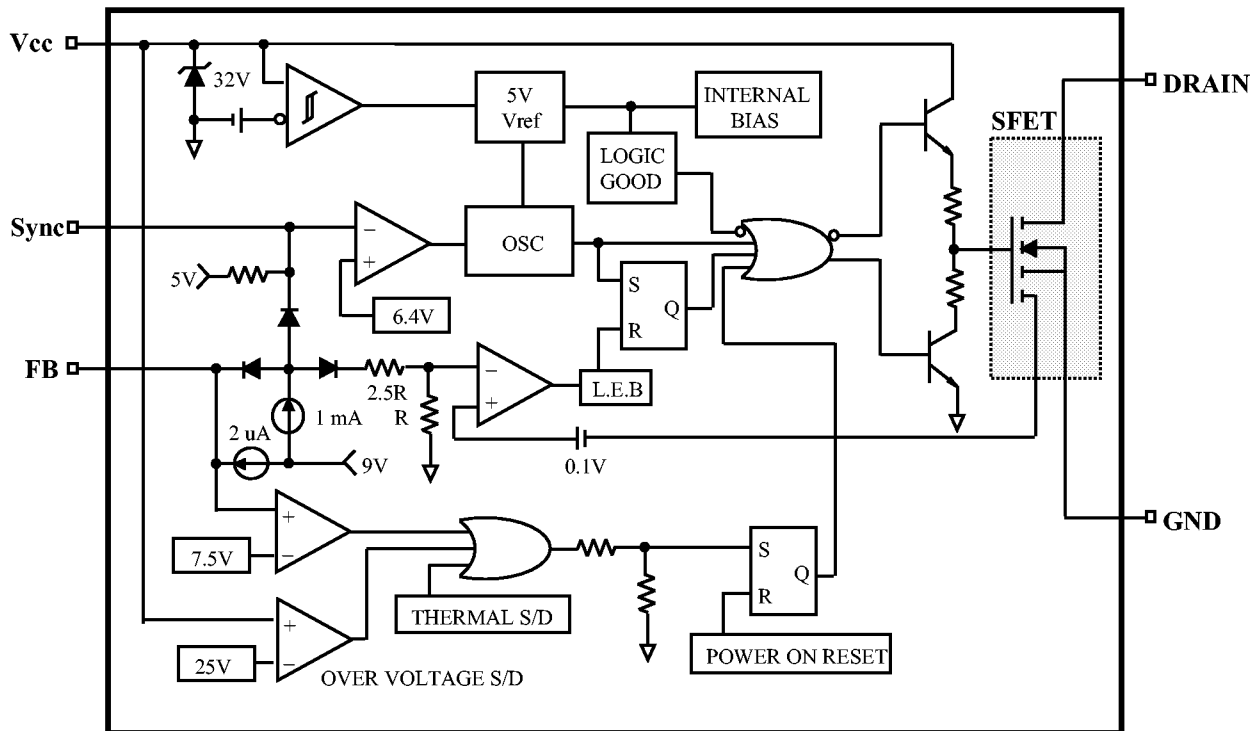 Vcc
32V
5V
Vref
INTERNAL
BIAS
DRAIN
SFET
LOGIC
GOOD
Sync
−
+
OSC
5V
6.4V
S
R
Q
FB
2.5R
R
−
+
L.E.B
1 mA
2 uA
9V
0.1V
+
−
7.5V
GND
S
R
Q
THERMAL S/D
+
−
25V
POWER ON RESET
OVER VOLTAGE S/D